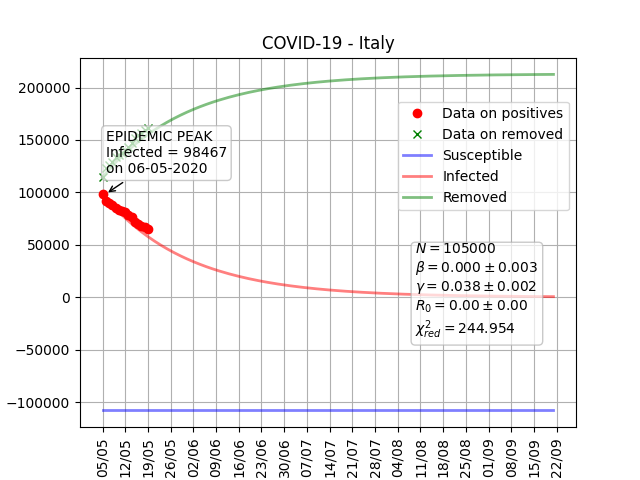 COVID-19 - Italy
200000
150000
100000
50000
0
−50000
−100000
EPIDEMIC PEAK
Infected = 98467
on 06-05-2020
Data on positives
Data on removed
Susceptible
Infected
Removed
N = 105000
β = 0.000 ± 0.003
γ = 0.038 ± 0.002
R₀ = 0.00 ± 0.00
χ²_red = 244.954
05/05
12/05
19/05
26/05
02/06
09/06
16/06
23/06
30/06
07/07
14/07
21/07
28/07
04/08
11/08
18/08
25/08
01/09
08/09
15/09
22/09